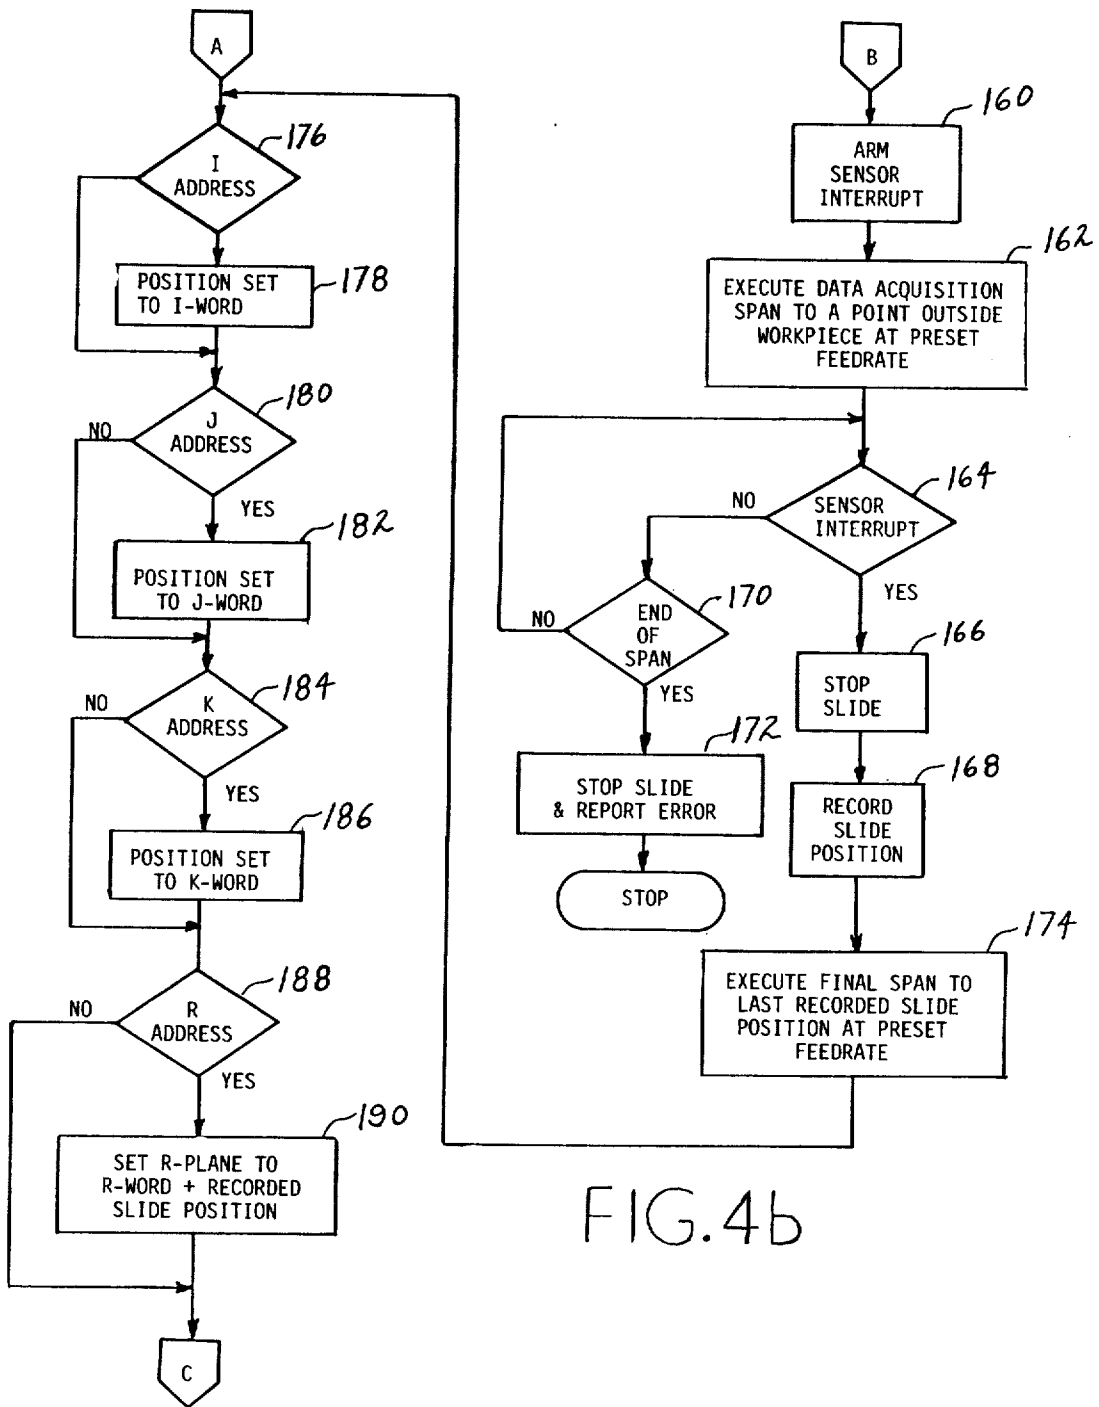 A
176
I
ADDRESS
POSITION SET
TO I-WORD
178
180
J
ADDRESS
NO
YES
182
POSITION SET
TO J-WORD
184
K
ADDRESS
NO
YES
186
POSITION SET
TO K-WORD
188
R
ADDRESS
NO
YES
190
SET R-PLANE TO
R-WORD + RECORDED
SLIDE POSITION
C
B
160
ARM
SENSOR
INTERRUPT
162
EXECUTE DATA ACQUISITION
SPAN TO A POINT OUTSIDE
WORKPIECE AT PRESET
FEEDRATE
164
SENSOR
INTERRUPT
NO
YES
170
END
OF
SPAN
NO
YES
166
STOP
SLIDE
172
STOP SLIDE
& REPORT ERROR
STOP
168
RECORD
SLIDE
POSITION
174
EXECUTE FINAL SPAN TO
LAST RECORDED SLIDE
POSITION AT PRESET
FEEDRATE
FIG.4b